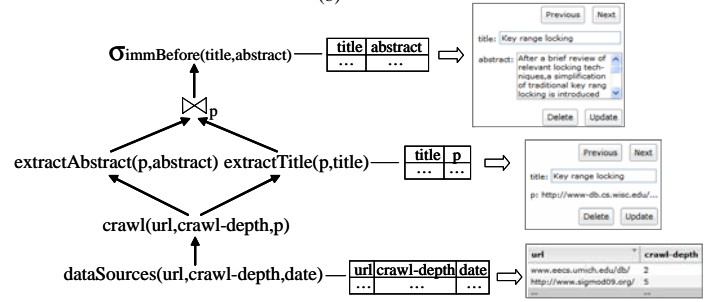 Previous Next
title: Key range locking
abstract: After a brief review of
relevant locking tech-
niques,a simplification
of traditional key rang
locking is introduced
Delete Update
σimmBefore(title,abstract)
title abstract
... ...
⋈p
extractAbstract(p,abstract) extractTitle(p,title)
title p
... ...
Previous Next
title: Key range locking
p: http://www-db.cs.wisc.edu/...
Delete Update
crawl(url,crawl-depth,p)
dataSources(url,crawl-depth,date)
url crawl-depth date
... ... ...
url crawl-depth
www.eecs.umich.edu/db/ 2
http://www.sigmod09.org/ 5
... ...